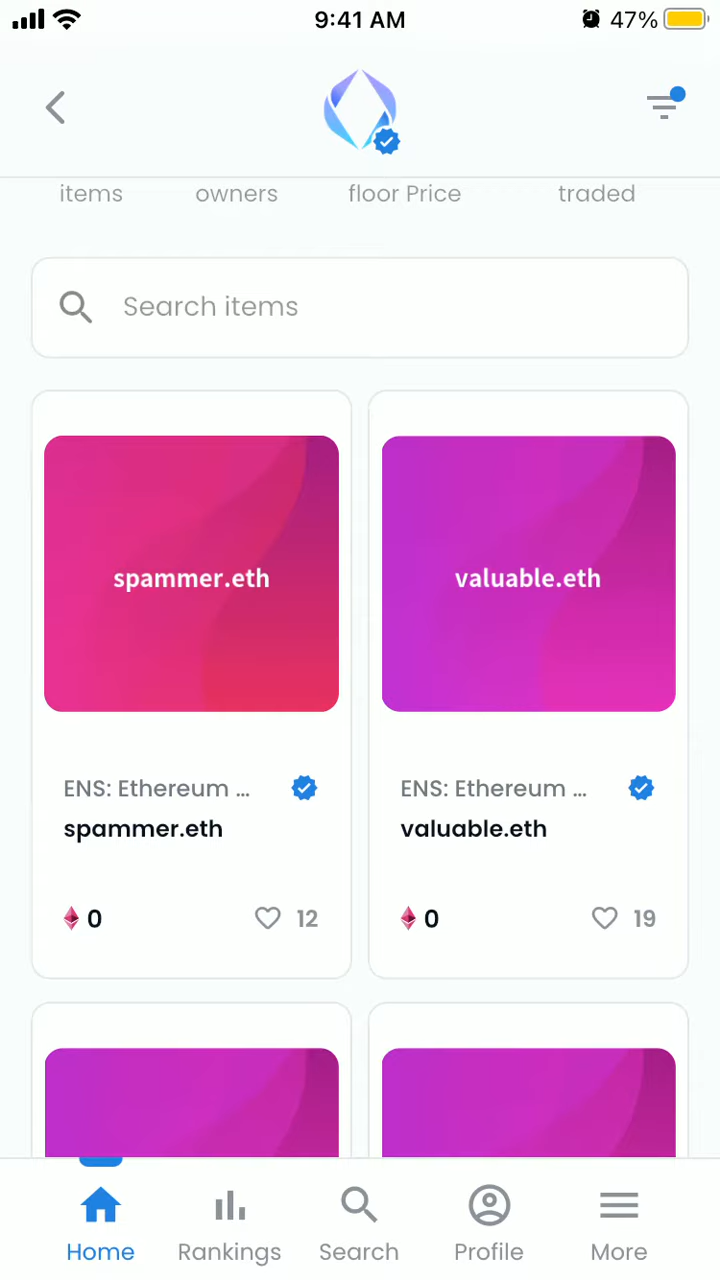 9:41 AM
47%
items owners floor Price traded
Search items
spammer.eth
valuable.eth
ENS: Ethereum ...
spammer.eth
0 12
ENS: Ethereum ...
valuable.eth
0 19
Home Rankings Search Profile More